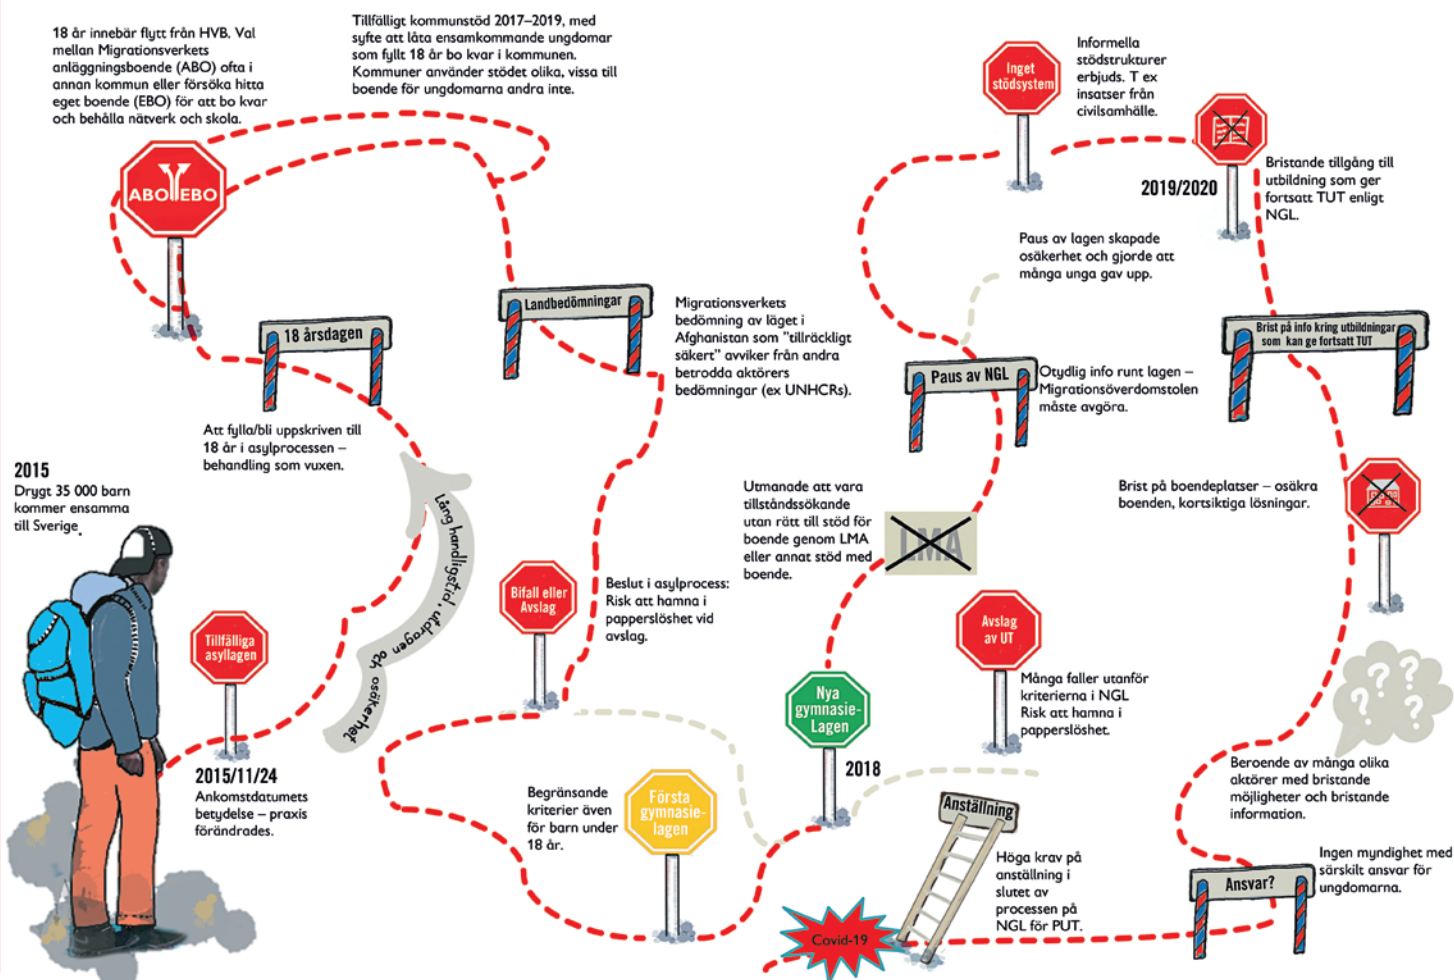 18 år innebär flytt från HVB. Val
mellan Migrationsverkets
anläggningsboende (ABO) ofta i
annan kommun eller försöka hitta
eget boende (EBO) för att bo kvar
och behålla nätverk och skola.
Tillfälligt kommunstöd 2017–2019, med
syfte att låta ensamkommande ungdomar
som fyllt 18 år bo kvar i kommunen.
Kommuner använder stödet olika, vissa till
boende för ungdomarna andra inte.
ABO EBO
18 årsdagen
Att fylla/bli uppskriven till
18 år i asylprocessen –
behandling som vuxen.
2015
Drygt 35 000 barn
kommer ensamma
till Sverige.
Tillfälliga
asyllagen
2015/11/24
Ankomstdatumets
betydelse – praxis
förändrades.
Lång handligstid, utdragen och osäkerhet
Landbedömningar
Migrationsverkets
bedömning av läget i
Afghanistan som "tillräckligt
säkert" avviker från andra
betrodda aktörers
bedömningar (ex UNHCRs).
Bifall eller
Avslag
Beslut i asylprocess:
Risk att hamna i
papperslöshet vid
avslag.
Begränsande
kriterier även
för barn under
18 år.
Första
gymnasie-
lagen
Nya
gymnasie-
Lagen
2018
Utmanade att vara
tillståndssökande
utan rätt till stöd för
boende genom LMA
eller annat stöd med
boende.
LMA
Avslag
av UT
Många faller utanför
kriterierna i NGL
Risk att hamna i
papperslöshet.
Paus av NGL
Otydlig info runt lagen –
Migrationsöverdomstolen
måste avgöra.
Paus av lagen skapade
osäkerhet och gjorde att
många unga gav upp.
Inget
stödsystem
Informella
stödstrukturer
erbjuds. T ex
insatser från
civilsamhälle.
2019/2020
Bristande tillgång till
utbildning som ger
fortsatt TUT enligt
NGL.
Brist på info kring utbildningar
som kan ge fortsatt TUT
Brist på boendeplatser – osäkra
boenden, kortsiktiga lösningar.
? ? ? ? ?
Beroende av många olika
aktörer med bristande
möjligheter och bristande
information.
Ansvar?
Ingen myndighet med
särskilt ansvar för
ungdomarna.
Anställning
Höga krav på
anställning i
slutet av
processen på
NGL för PUT.
Covid-19